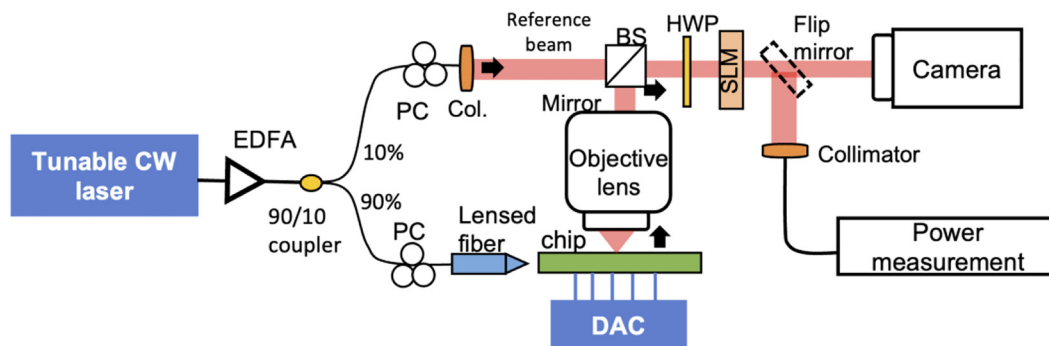 Reference
beam
BS
HWP
SLM
Flip
mirror
Camera
PC
Col.
Mirror
EDFA
Tunable CW
laser
10%
90%
90/10
coupler
Objective
lens
Collimator
PC
Lensed
fiber
chip
Power
measurement
DAC